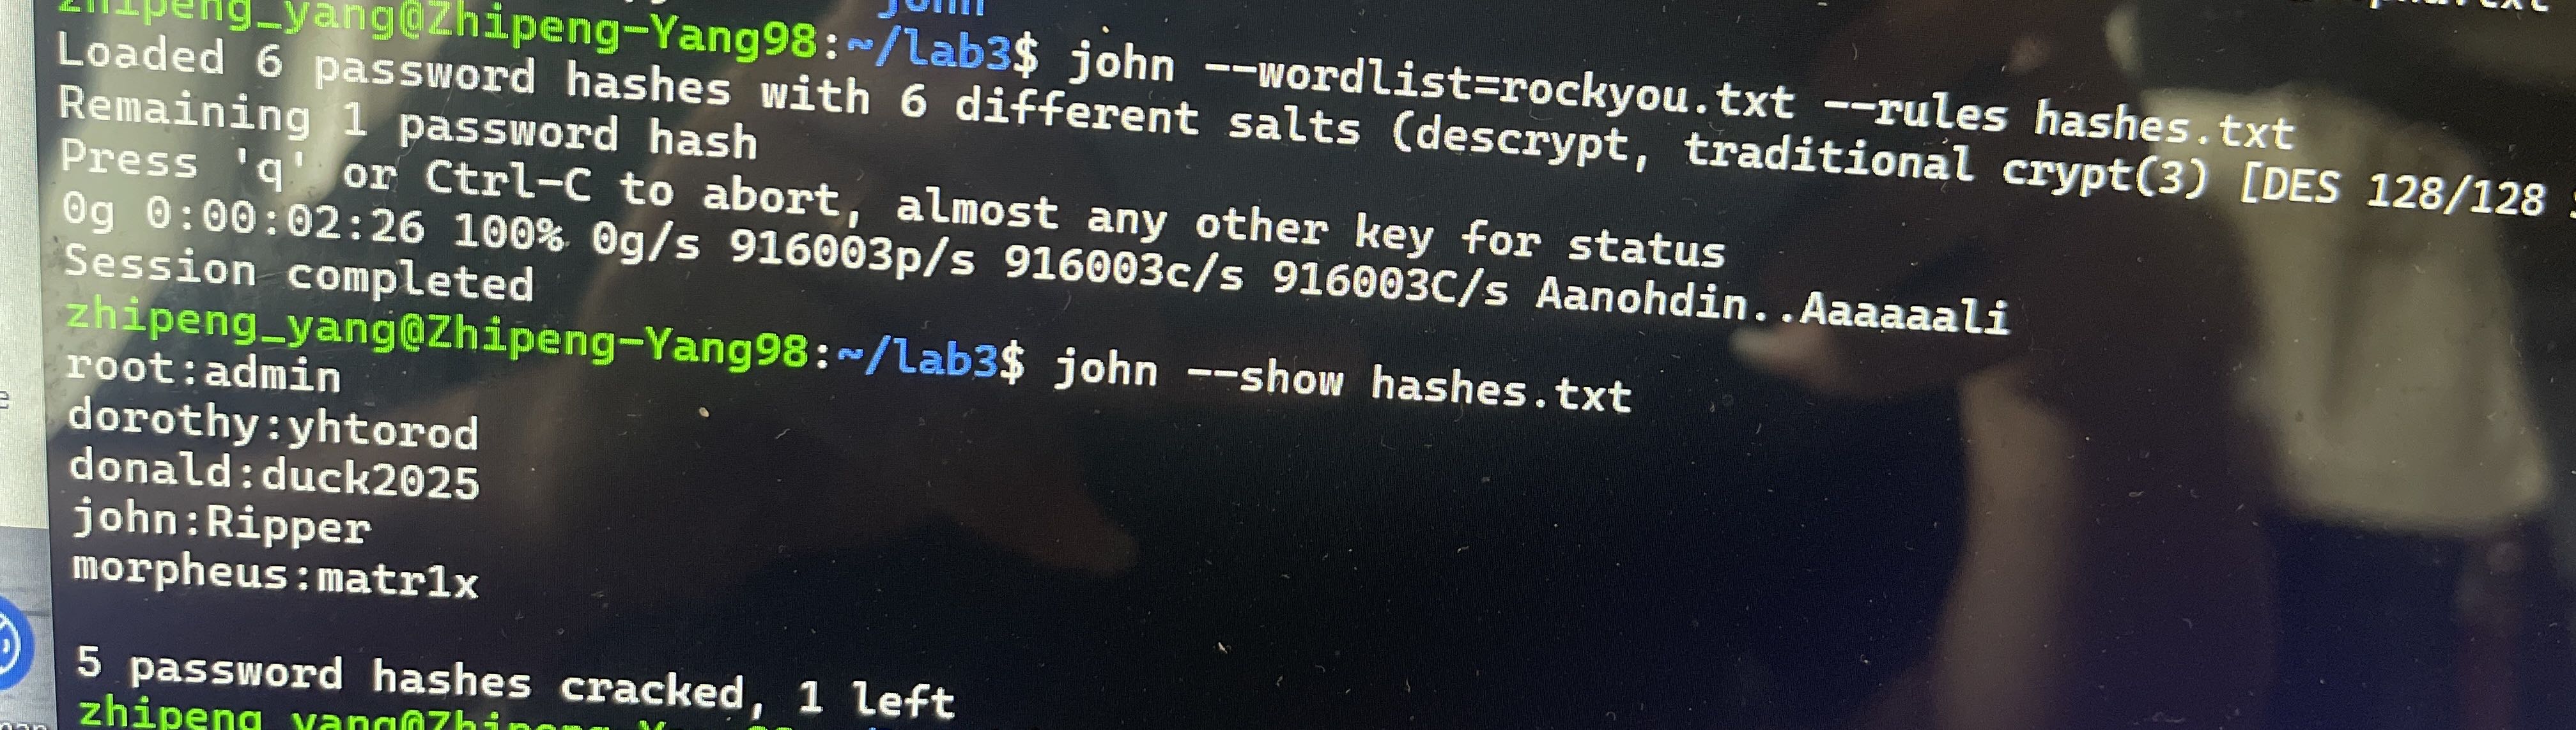 john
zhipeng_yang@Zhipeng-Yang98:~/lab3$ john --wordlist=rockyou.txt --rules hashes.txt
Loaded 6 password hashes with 6 different salts (descrypt, traditional crypt(3) [DES 128/128
Remaining 1 password hash
Press 'q' or Ctrl-C to abort, almost any other key for status
0g 0:00:02:26 100% 0g/s 916003p/s 916003c/s 916003C/s Aanohdin..Aaaaaali
Session completed
zhipeng_yang@Zhipeng-Yang98:~/lab3$ john --show hashes.txt
root:admin
dorothy:yhtorod
donald:duck2025
john:Ripper
morpheus:matr1x
5 password hashes cracked, 1 left
zhipeng_yang@Zhipeng-Yang98